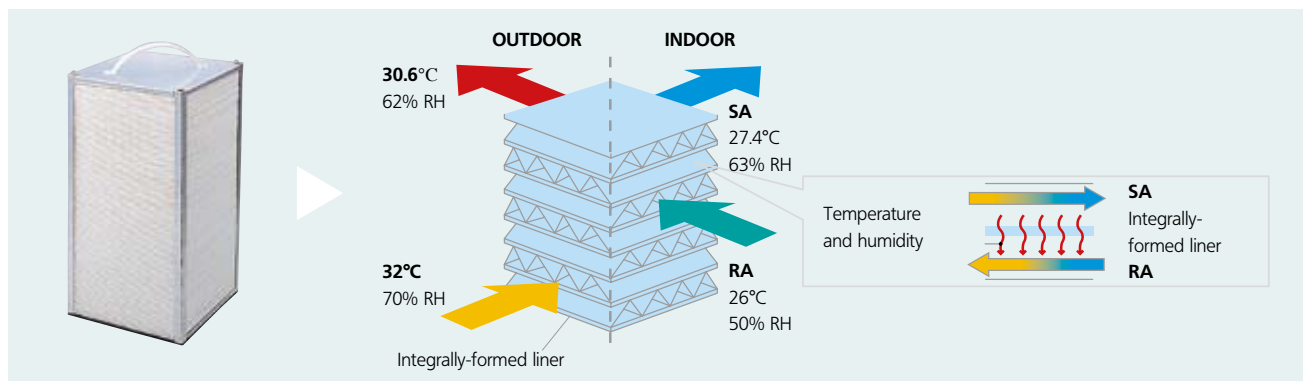 OUTDOOR
INDOOR
30.6°C
62% RH
SA
27.4°C
63% RH
32°C
70% RH
RA
26°C
50% RH
Integrally-formed liner
Temperature
and humidity
SA
Integrally-
formed liner
RA